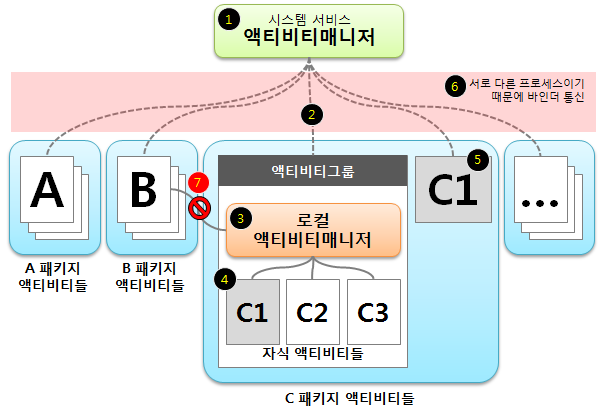 1
시스템 서비스
액티비티매니저
6
서로 다른 프로세스이기
때문에 바인더 통신
2
A
B
7
액티비티그룹
3
로컬
액티비티매니저
4
C1
C2
C3
자식 액티비티들
5
C1
...
A 패키지
액티비티들
B 패키지
액티비티들
C 패키지 액티비티들